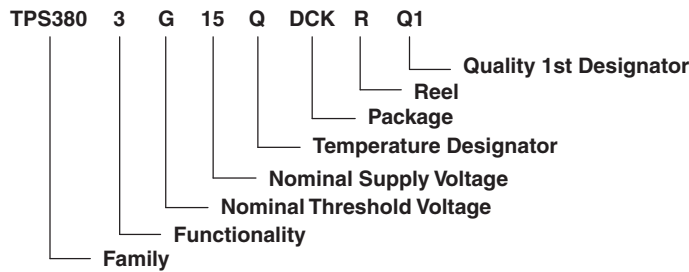 TPS380 3 G 15 Q DCK R Q1
Quality 1st Designator
Reel
Package
Temperature Designator
Nominal Supply Voltage
Nominal Threshold Voltage
Functionality
Family